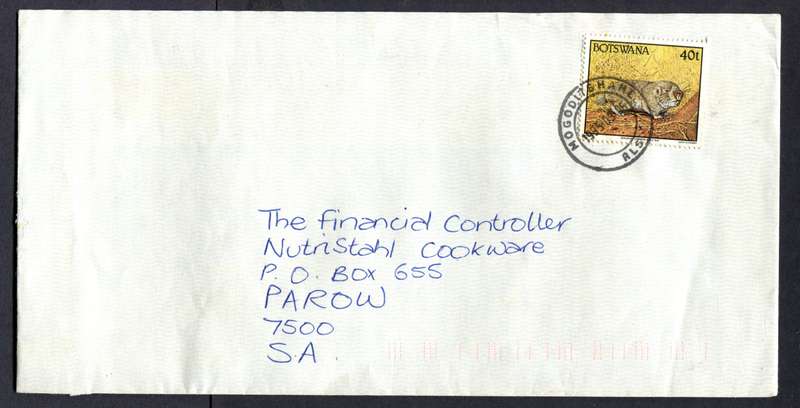 BOTSWANA 40t
MOGODITSHANE
The Financial Controller
NutriStahl Cookware
P. O. Box 655
PAROW
7500
S.A.